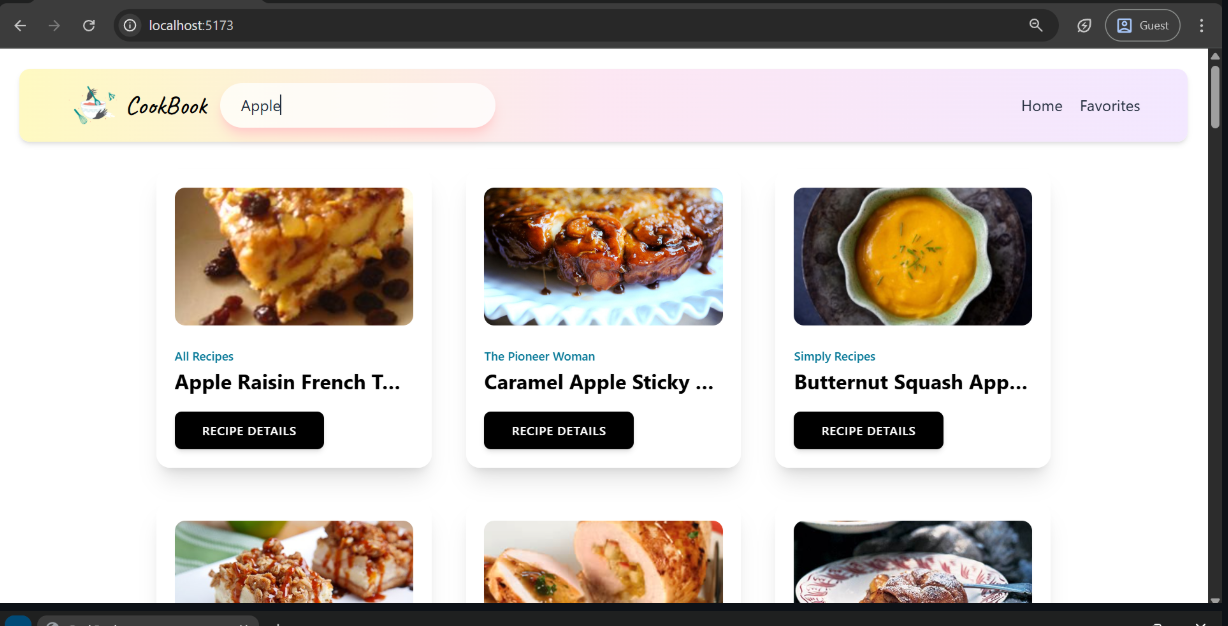 localhost:5173
Guest
CookBook
Apple
Home
Favorites
All Recipes
Apple Raisin French T...
RECIPE DETAILS
The Pioneer Woman
Caramel Apple Sticky ...
RECIPE DETAILS
Simply Recipes
Butternut Squash App...
RECIPE DETAILS